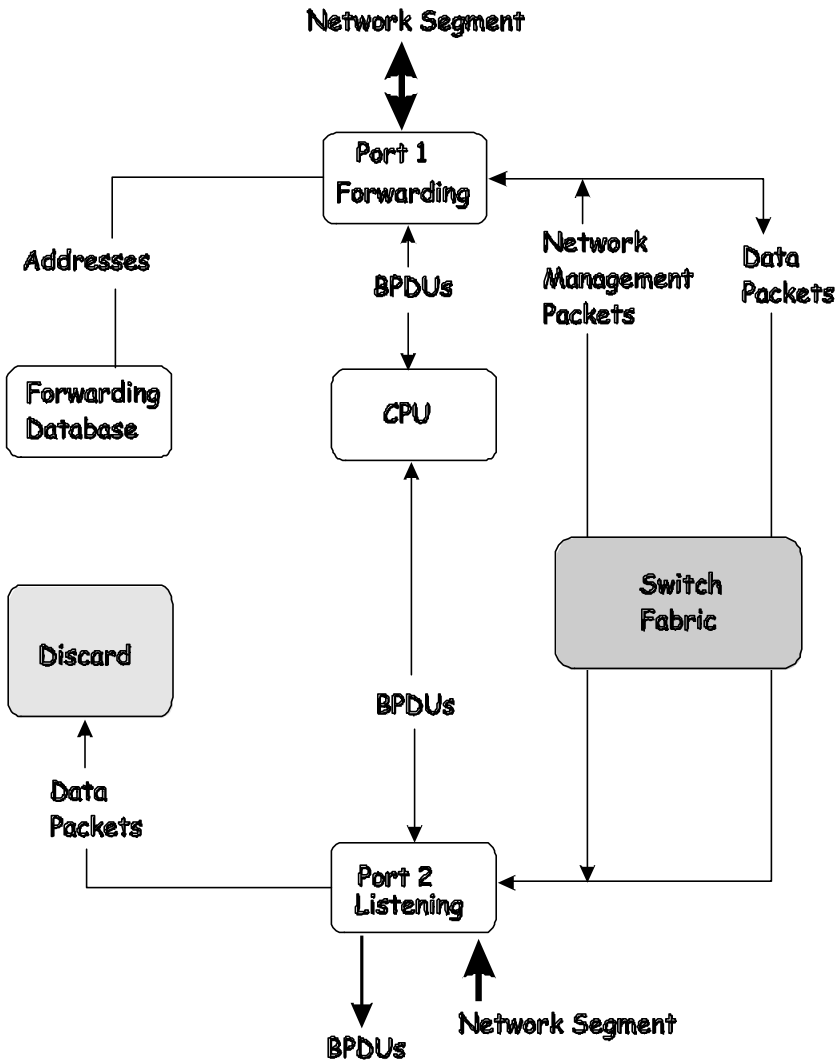 Network Segment
Port 1
Forwarding
Addresses
BPDUs
Network
Management
Packets
Data
Packets
Forwarding
Database
CPU
Switch
Fabric
Discard
BPDUs
Data
Packets
Port 2
Listening
Network Segment
BPDUs